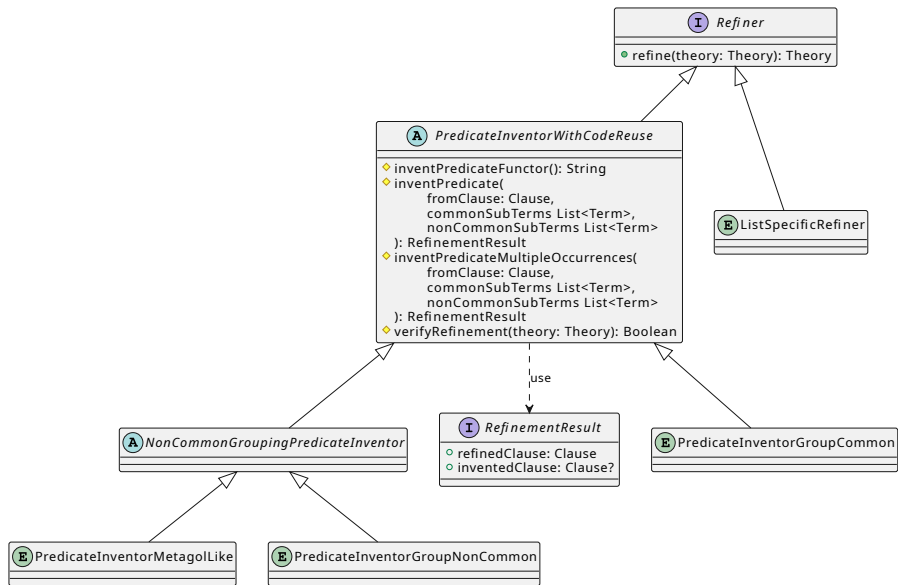 I Refiner
refine(theory: Theory): Theory
A PredicateInventorWithCodeReuse
inventPredicateFunctor(): String
inventPredicate(
fromClause: Clause,
commonSubTerms List<Term>,
nonCommonSubTerms List<Term>
): RefinementResult
inventPredicateMultipleOccurrences(
fromClause: Clause,
commonSubTerms List<Term>,
nonCommonSubTerms List<Term>
): RefinementResult
verifyRefinement(theory: Theory): Boolean
E ListSpecificRefiner
use
A NonCommonGroupingPredicateInventor
I RefinementResult
refinedClause: Clause
inventedClause: Clause?
E PredicateInventorGroupCommon
E PredicateInventorMetagolLike
E PredicateInventorGroupNonCommon